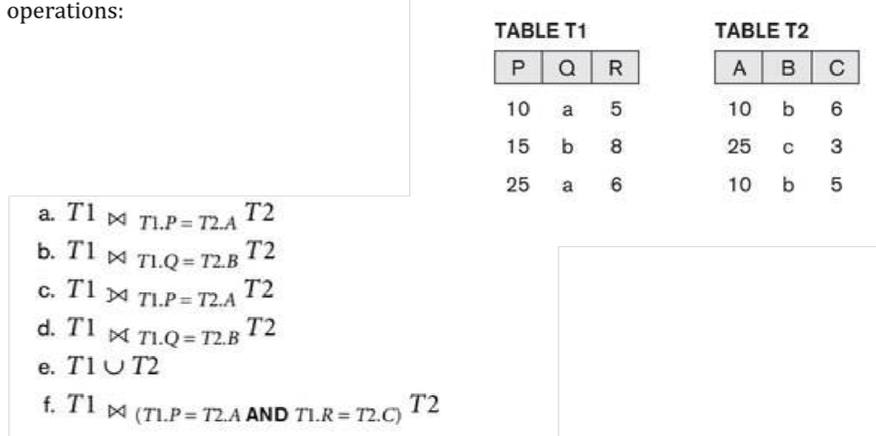 operations:
TABLE T1
P Q R
10 a 5
15 b 8
25 a 6
TABLE T2
A B C
10 b 6
25 c 3
10 b 5
a. T1 ⋈ T1.P = T2.A T2
b. T1 ⋈ T1.Q = T2.B T2
c. T1 ⟕ T1.P = T2.A T2
d. T1 ⟖ T1.Q = T2.B T2
e. T1 ∪ T2
f. T1 ⋈ (T1.P = T2.A AND T1.R = T2.C) T2